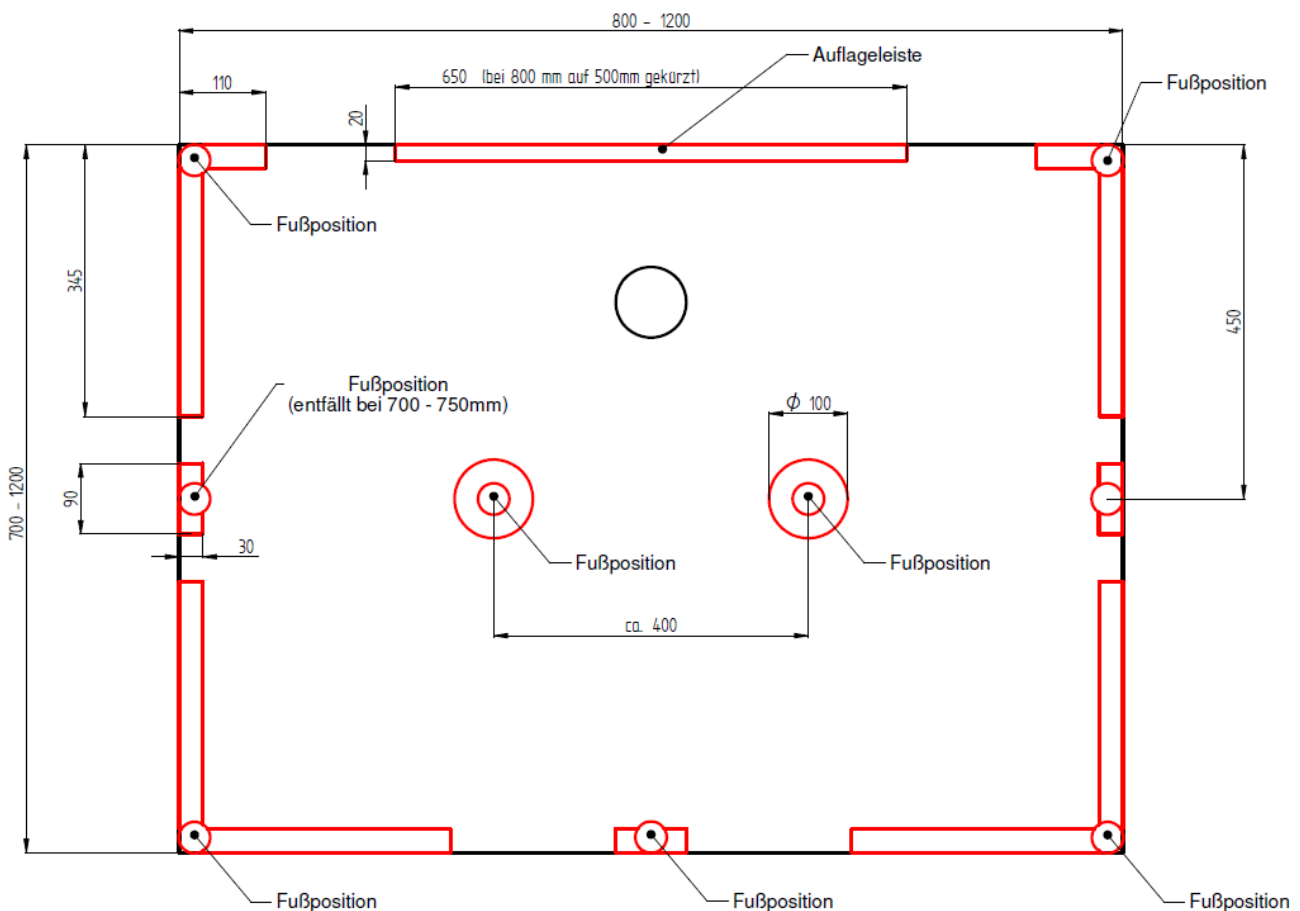 800 - 1200
Auflageleiste
650 (bei 800 mm auf 500mm gekürzt)
110
Fußposition
20
Fußposition
345
450
Fußposition
(entfällt bei 700 - 750mm)
ϕ 100
700 - 1200
90
30
Fußposition
Fußposition
ca. 400
Fußposition
Fußposition
Fußposition